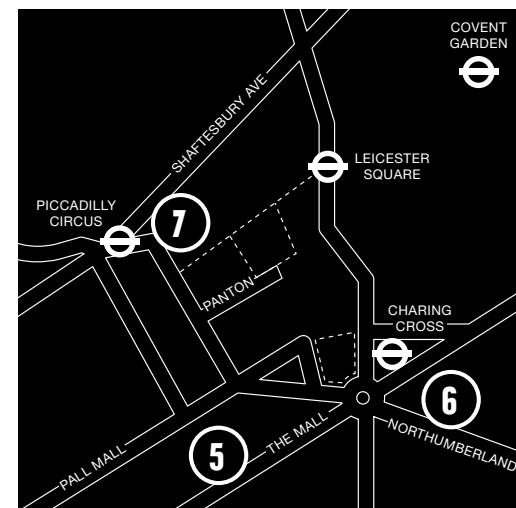 COVENT
GARDEN
SHAFTESBURY AVE
LEICESTER
SQUARE
PICCADILLY
CIRCUS
7
PANTON
CHARING
CROSS
6
5
THE MALL
NORTHUMBERLAND
PALL MALL